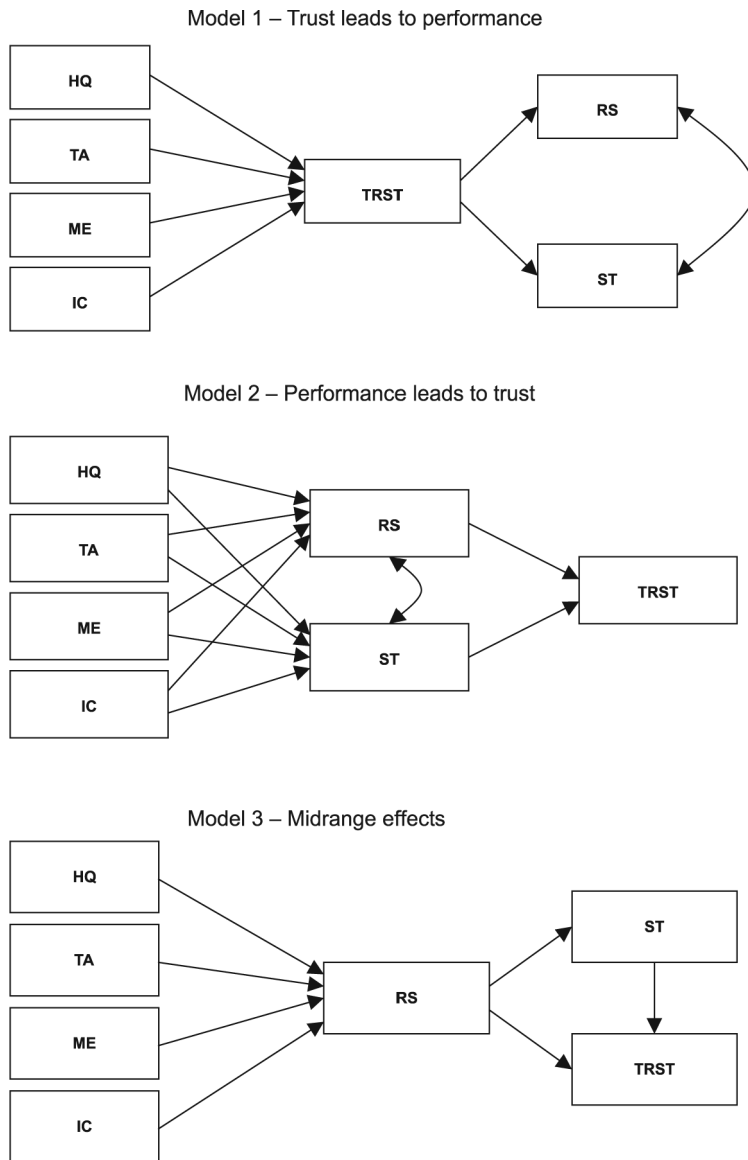 Model 1 – Trust leads to performance
HQ
TA
ME
IC
TRST
RS
ST
Model 2 – Performance leads to trust
HQ
TA
ME
IC
RS
ST
TRST
Model 3 – Midrange effects
HQ
TA
ME
IC
RS
ST
TRST